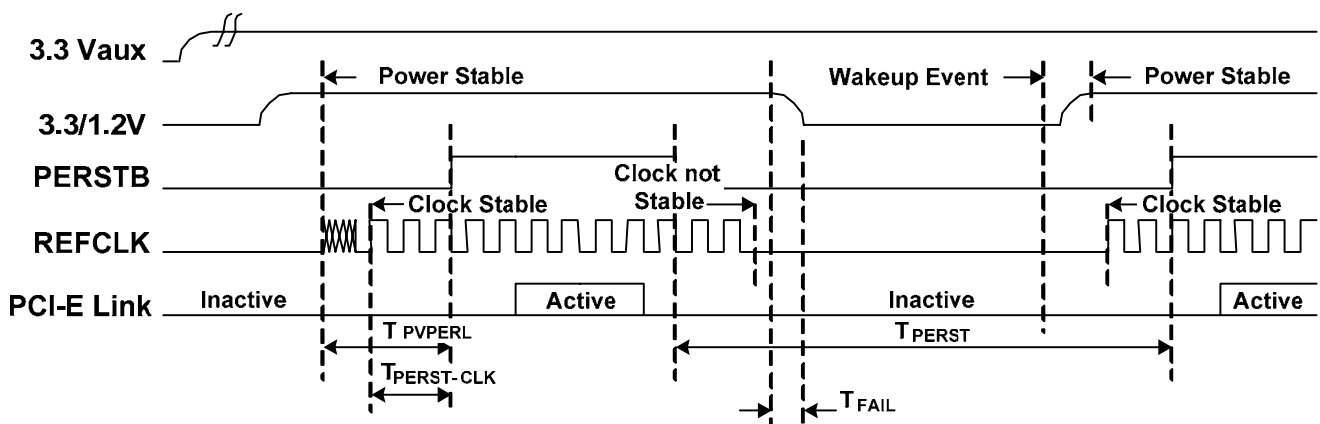 3.3 Vaux
Power Stable
Wakeup Event
Power Stable
3.3/1.2V
PERSTB
Clock not
Stable
Clock Stable
Clock Stable
REFCLK
PCI-E Link
Inactive
Active
Inactive
Active
T PVPERL
TPERST
TPERST-CLK
TFAIL